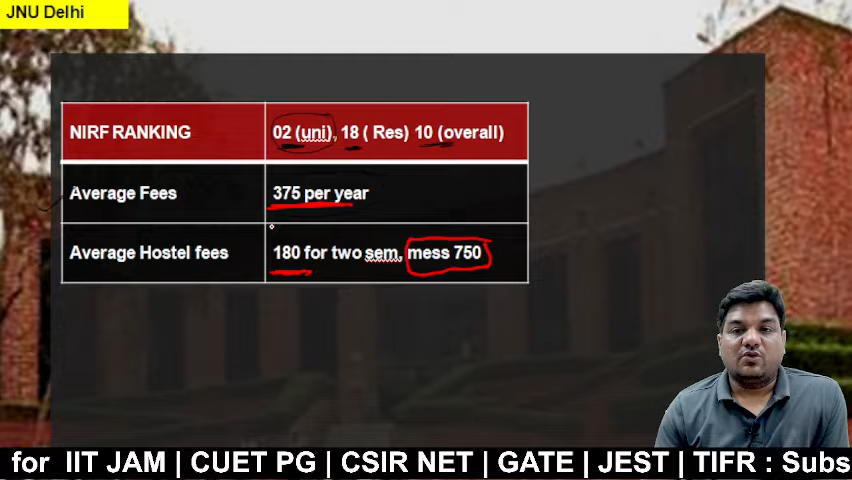 JNU Delhi
NIRF RANKING 02 (uni), 18 ( Res) 10 (overall)
Average Fees 375 per year
Average Hostel fees 180 for two sem, mess 750
for IIT JAM | CUET PG | CSIR NET | GATE | JEST | TIFR : Subs